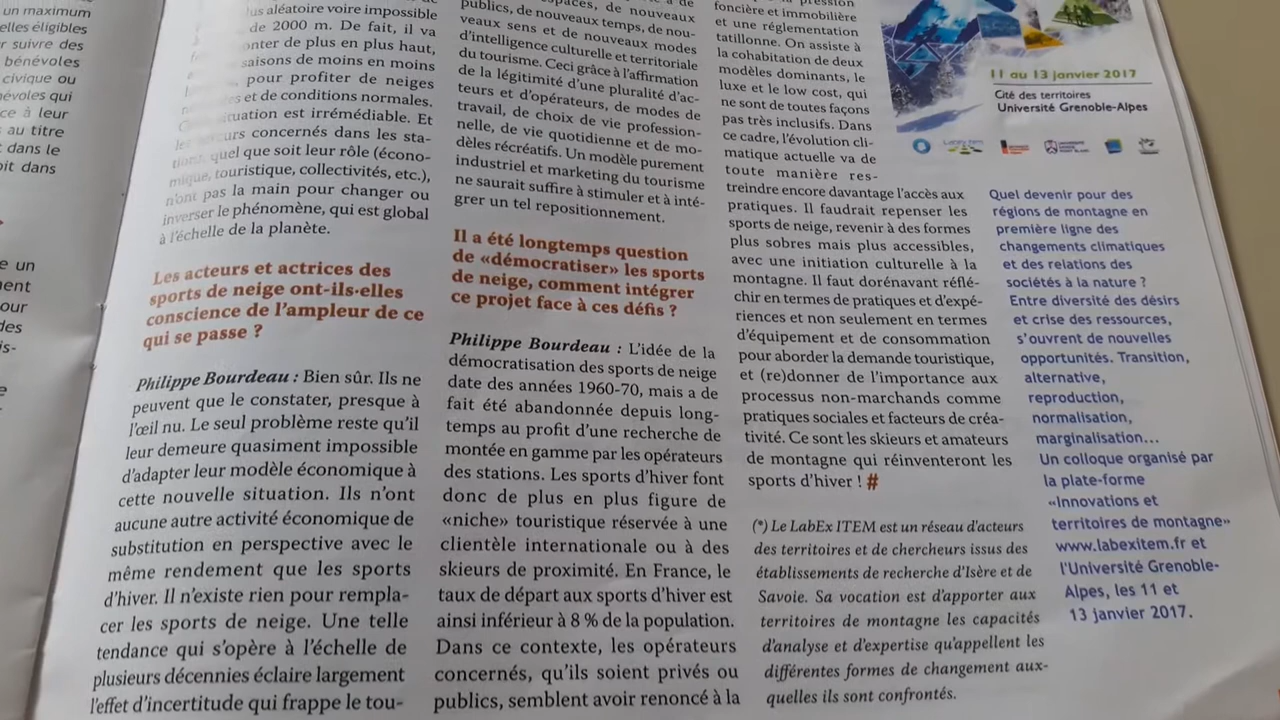 un maximum
elles éligibles
r suivre des
bénévoles
civique ou
névoles qui
ce à leur
au titre
t dans le
oit dans
e un
ment
our
des
is-
e
lus aléatoire voire impossible
de 2000 m. De fait, il va
onter de plus en plus haut,
saisons de moins en moins
pour profiter de neiges
es et de conditions normales.
tuation est irrémédiable. Et
concernés dans les sta-
quel que soit leur rôle (écono-
mique, touristique, collectivités, etc.),
n'ont pas la main pour changer ou
inverser le phénomène, qui est global
à l'échelle de la planète.
Les acteurs et actrices des
sports de neige ont-ils·elles
conscience de l'ampleur de ce
qui se passe ?
Philippe Bourdeau : Bien sûr. Ils ne
peuvent que le constater, presque à
l'œil nu. Le seul problème reste qu'il
leur demeure quasiment impossible
d'adapter leur modèle économique à
cette nouvelle situation. Ils n'ont
aucune autre activité économique de
substitution en perspective avec le
même rendement que les sports
d'hiver. Il n'existe rien pour rempla-
cer les sports de neige. Une telle
tendance qui s'opère à l'échelle de
plusieurs décennies éclaire largement
l'effet d'incertitude qui frappe le tou-
espaces, de nouveaux
publics, de nouveaux temps, de nou-
veaux sens et de nouveaux modes
d'intelligence culturelle et territoriale
du tourisme. Ceci grâce à l'affirmation
de la légitimité d'une pluralité d'ac-
teurs et d'opérateurs, de modes de
travail, de choix de vie profession-
nelle, de vie quotidienne et de mo-
dèles récréatifs. Un modèle purement
industriel et marketing du tourisme
ne saurait suffire à stimuler et à inté-
grer un tel repositionnement.
Il a été longtemps question
de «démocratiser» les sports
de neige, comment intégrer
ce projet face à ces défis ?
Philippe Bourdeau : L'idée de la
démocratisation des sports de neige
date des années 1960-70, mais a de
fait été abandonnée depuis long-
temps au profit d'une recherche de
montée en gamme par les opérateurs
des stations. Les sports d'hiver font
donc de plus en plus figure de
«niche» touristique réservée à une
clientèle internationale ou à des
skieurs de proximité. En France, le
taux de départ aux sports d'hiver est
ainsi inférieur à 8 % de la population.
Dans ce contexte, les opérateurs
concernés, qu'ils soient privés ou
publics, semblent avoir renoncé à la
pression
foncière et immobilière
et une réglementation
tatillonne. On assiste à
la cohabitation de deux
modèles dominants, le
luxe et le low cost, qui
ne sont de toutes façons
pas très inclusifs. Dans
ce cadre, l'évolution cli-
matique actuelle va de
toute manière res-
treindre encore davantage l'accès aux
pratiques. Il faudrait repenser les
sports de neige, revenir à des formes
plus sobres mais plus accessibles,
avec une initiation culturelle à la
montagne. Il faut dorénavant réflé-
chir en termes de pratiques et d'expé-
riences et non seulement en termes
d'équipement et de consommation
pour aborder la demande touristique,
et (re)donner de l'importance aux
processus non-marchands comme
pratiques sociales et facteurs de créa-
tivité. Ce sont les skieurs et amateurs
de montagne qui réinventeront les
sports d'hiver ! #
(*) Le LabEx ITEM est un réseau d'acteurs
des territoires et de chercheurs issus des
établissements de recherche d'Isère et de
Savoie. Sa vocation est d'apporter aux
territoires de montagne les capacités
d'analyse et d'expertise qu'appellent les
différentes formes de changement aux-
quelles ils sont confrontés.
11 au 13 janvier 2017
Cité des territoires
Université Grenoble-Alpes
Quel devenir pour des
régions de montagne en
première ligne des
changements climatiques
et des relations des
sociétés à la nature ?
Entre diversité des désirs
et crise des ressources,
s'ouvrent de nouvelles
opportunités. Transition,
alternative,
reproduction,
normalisation,
marginalisation...
Un colloque organisé par
la plate-forme
«Innovations et
territoires de montagne»
www.labexitem.fr et
l'Université Grenoble-
Alpes, les 11 et
13 janvier 2017.